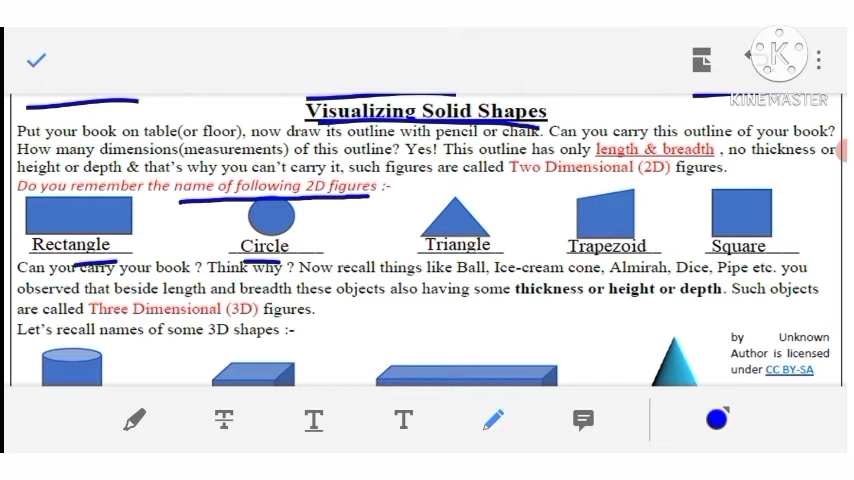 K
KINEMASTER
Visualizing Solid Shapes
Put your book on table(or floor), now draw its outline with pencil or chalk. Can you carry this outline of your book?
How many dimensions(measurements) of this outline? Yes! This outline has only length & breadth , no thickness or
height or depth & that's why you can't carry it, such figures are called Two Dimensional (2D) figures.
Do you remember the name of following 2D figures :-
Rectangle Circle Triangle Trapezoid Square
Can you carry your book ? Think why ? Now recall things like Ball, Ice-cream cone, Almirah, Dice, Pipe etc. you
observed that beside length and breadth these objects also having some thickness or height or depth. Such objects
are called Three Dimensional (3D) figures.
Let's recall names of some 3D shapes :-
by Unknown
Author is licensed
under CC BY-SA
T T T